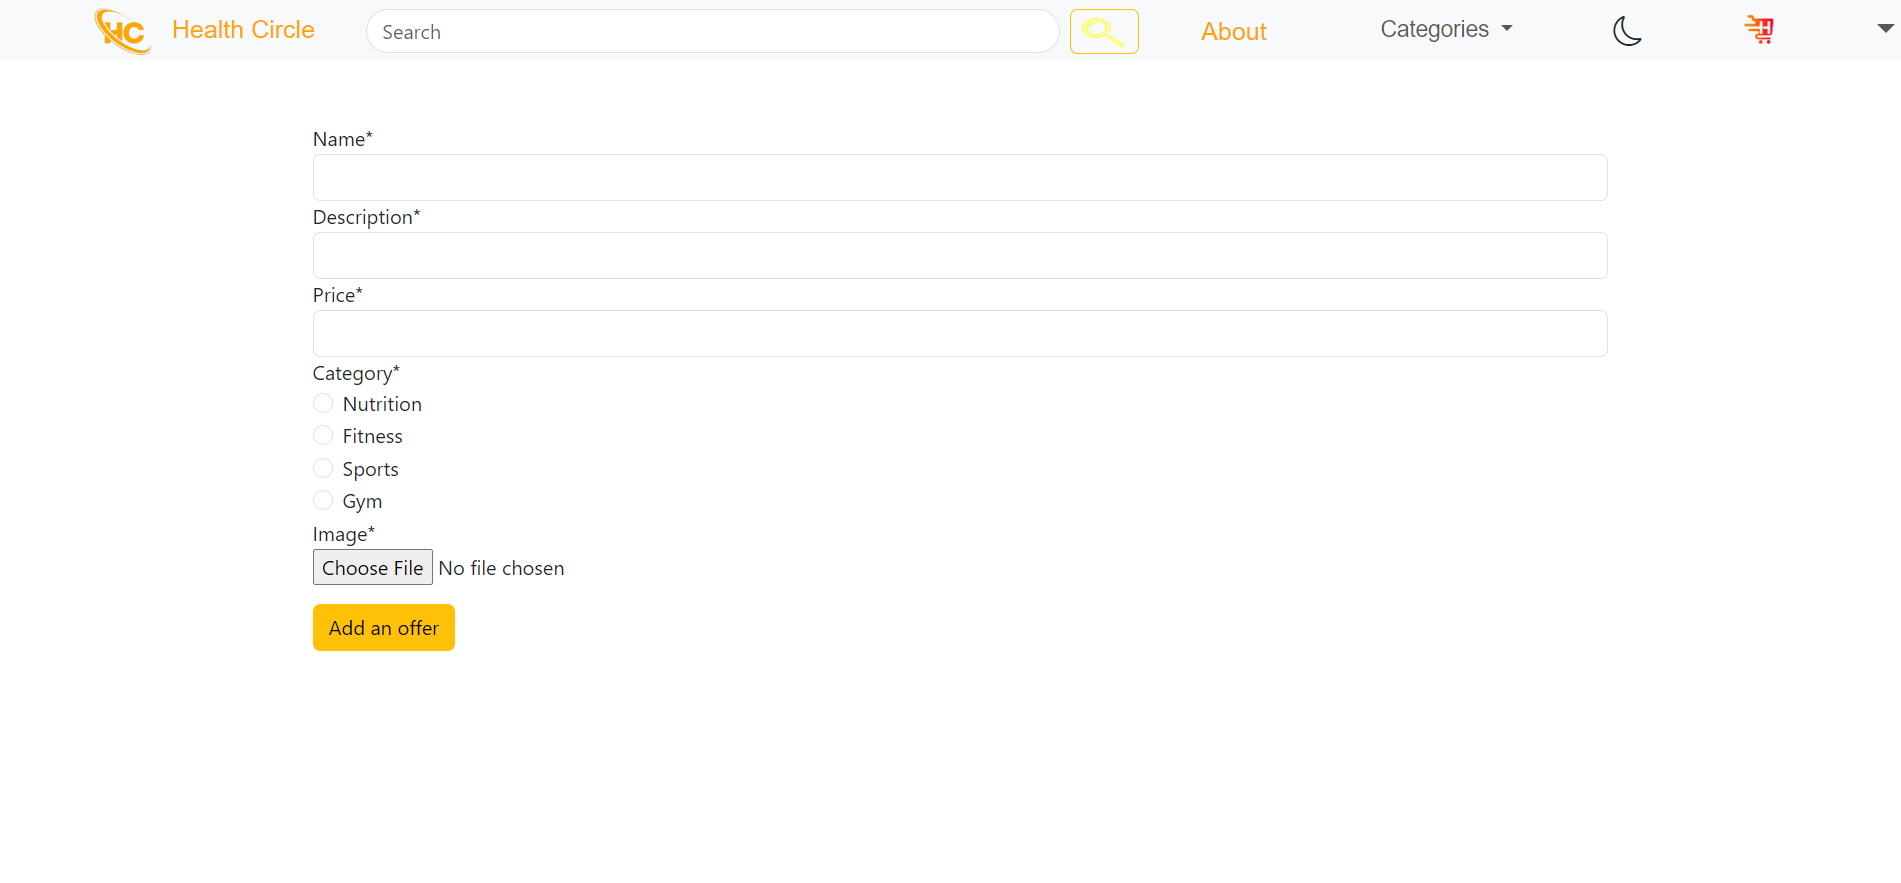 HC Health Circle Search About Categories
Name*
Description*
Price*
Category*
Nutrition
Fitness
Sports
Gym
Image*
Choose File No file chosen
Add an offer